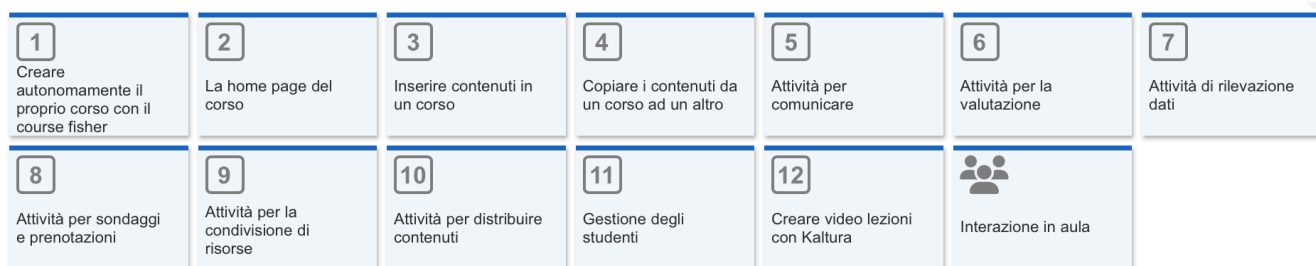 1
Creare
autonomamente il
proprio corso con il
course fisher
2
La home page del
corso
3
Inserire contenuti in
un corso
4
Copiare i contenuti da
un corso ad un altro
5
Attività per
comunicare
6
Attività per la
valutazione
7
Attività di rilevazione
dati
8
Attività per sondaggi
e prenotazioni
9
Attività per la
condivisione di
risorse
10
Attività per distribuire
contenuti
11
Gestione degli
studenti
12
Creare video lezioni
con Kaltura
Interazione in aula